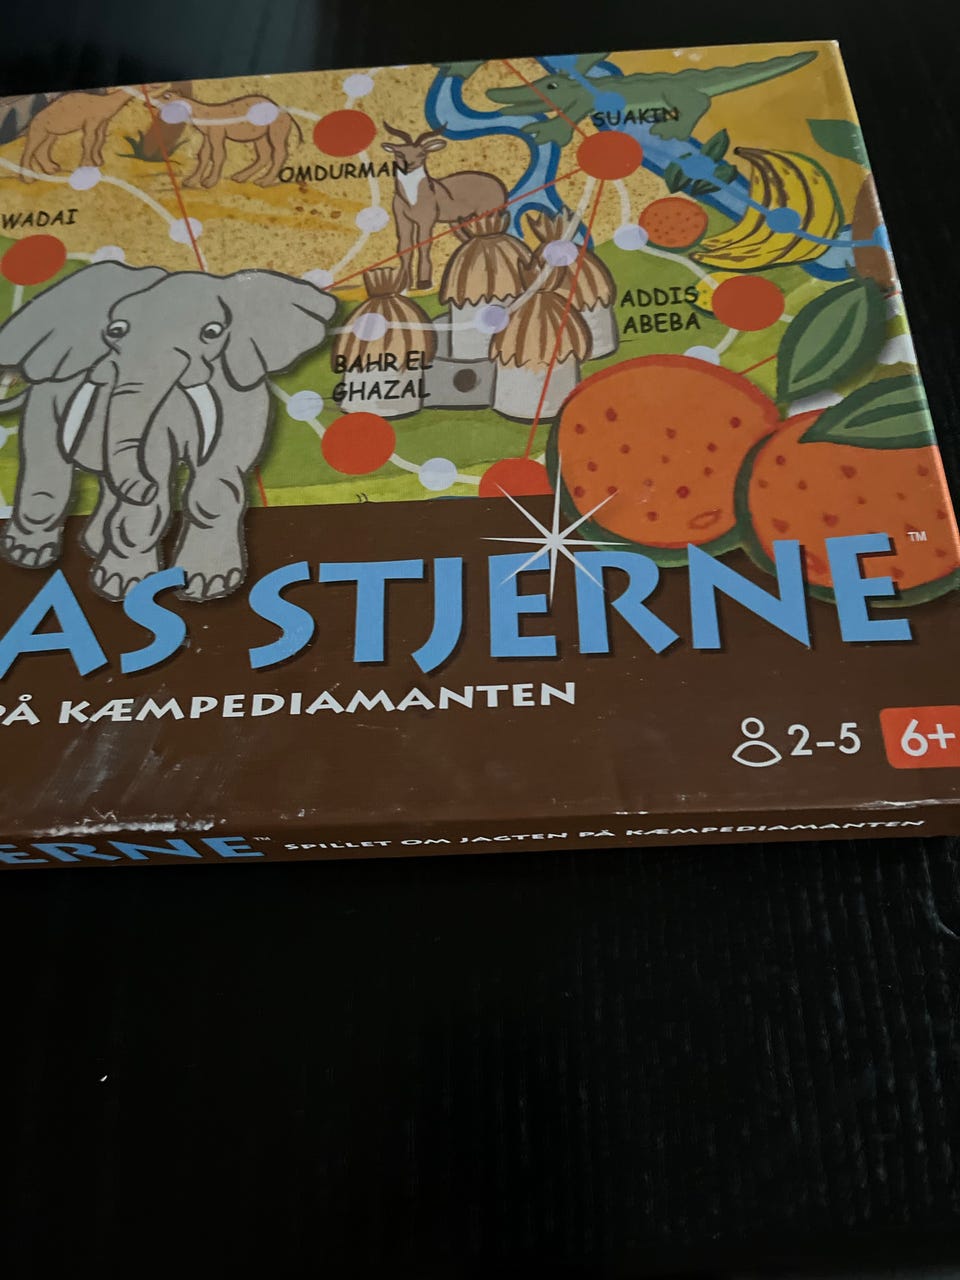 SUAKIN
OMDURMAN
WADAI
ADDIS
ABEBA
BAHR EL
GHAZAL
AS STJERNE™
PÅ KÆMPEDIAMANTEN
2-5
6+
ERNE™ SPILLET OM JAGTEN PÅ KÆMPEDIAMANTEN